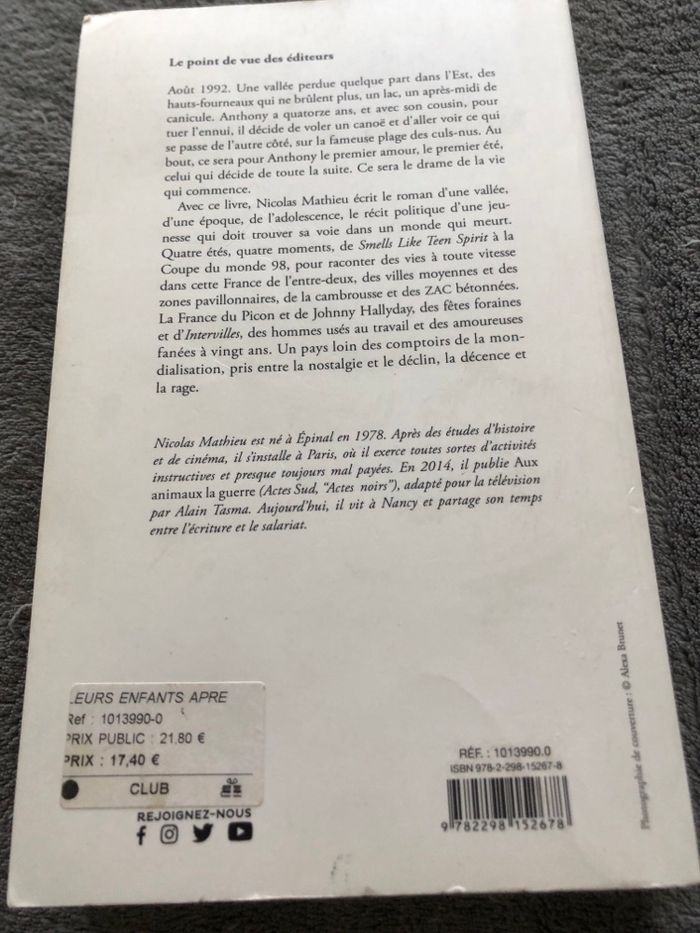 Le point de vue des éditeurs
Août 1992. Une vallée perdue quelque part dans l'Est, des
hauts-fourneaux qui ne brûlent plus, un lac, un après-midi de
canicule. Anthony a quatorze ans, et avec son cousin, pour
tuer l'ennui, il décide de voler un canoë et d'aller voir ce qui
se passe de l'autre côté, sur la fameuse plage des culs-nus. Au
bout, ce sera pour Anthony le premier amour, le premier été,
celui qui décide de toute la suite. Ce sera le drame de la vie
qui commence.
Avec ce livre, Nicolas Mathieu écrit le roman d'une vallée,
d'une époque, de l'adolescence, le récit politique d'une jeu-
nesse qui doit trouver sa voie dans un monde qui meurt.
Quatre étés, quatre moments, de Smells Like Teen Spirit à la
Coupe du monde 98, pour raconter des vies à toute vitesse
dans cette France de l'entre-deux, des villes moyennes et des
zones pavillonnaires, de la cambrousse et des ZAC bétonnées.
La France du Picon et de Johnny Hallyday, des fêtes foraines
et d'Intervilles, des hommes usés au travail et des amoureuses
fanées à vingt ans. Un pays loin des comptoirs de la mon-
dialisation, pris entre la nostalgie et le déclin, la décence et
la rage.
Nicolas Mathieu est né à Épinal en 1978. Après des études d'histoire
et de cinéma, il s'installe à Paris, où il exerce toutes sortes d'activités
instructives et presque toujours mal payées. En 2014, il publie Aux
animaux la guerre (Actes Sud, "Actes noirs"), adapté pour la télévision
par Alain Tasma. Aujourd'hui, il vit à Nancy et partage son temps
entre l'écriture et le salariat.
LEURS ENFANTS APRE
Ref : 1013990-0
PRIX PUBLIC : 21.80 €
PRIX : 17,40 €
CLUB
REJOIGNEZ-NOUS
RÉF. : 1013990.0
ISBN 978-2-298-15267-8
9 782298 152678
Photographie de couverture : © Alexa Brunet